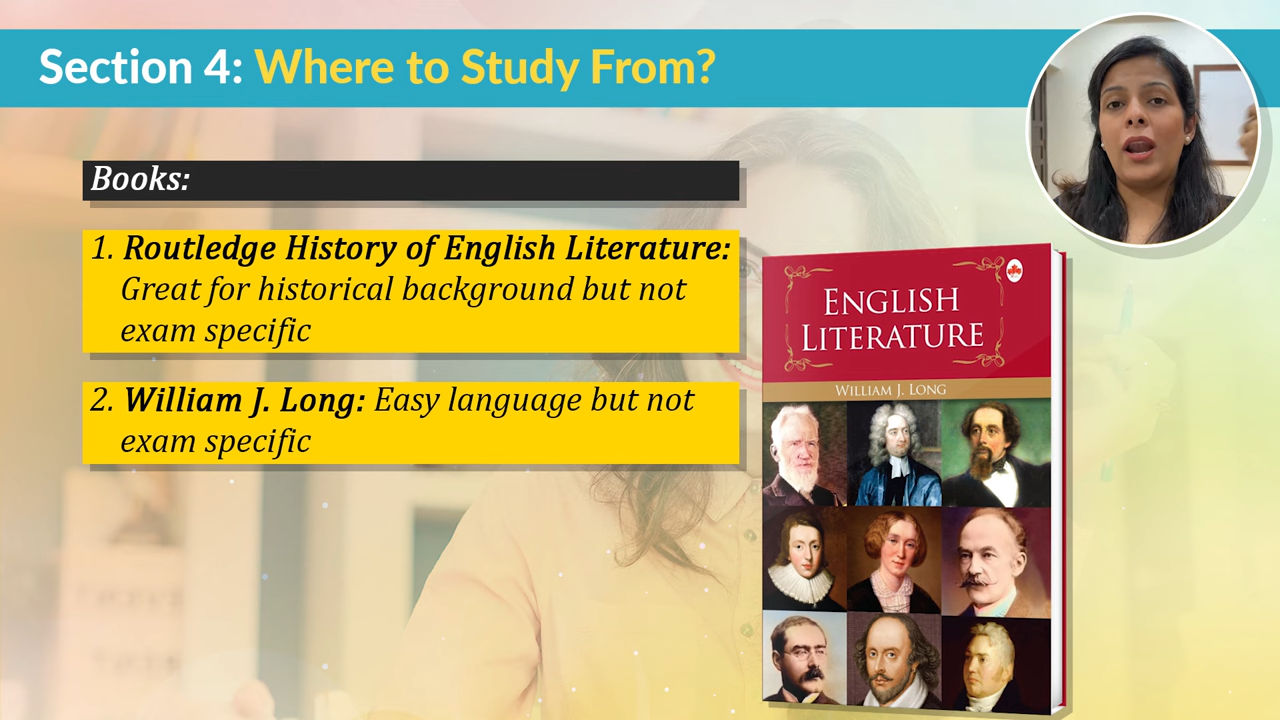 Section 4: Where to Study From?
Books:
1. Routledge History of English Literature:
Great for historical background but not
exam specific
2. William J. Long: Easy language but not
exam specific
ENGLISH
LITERATURE
WILLIAM J. LONG